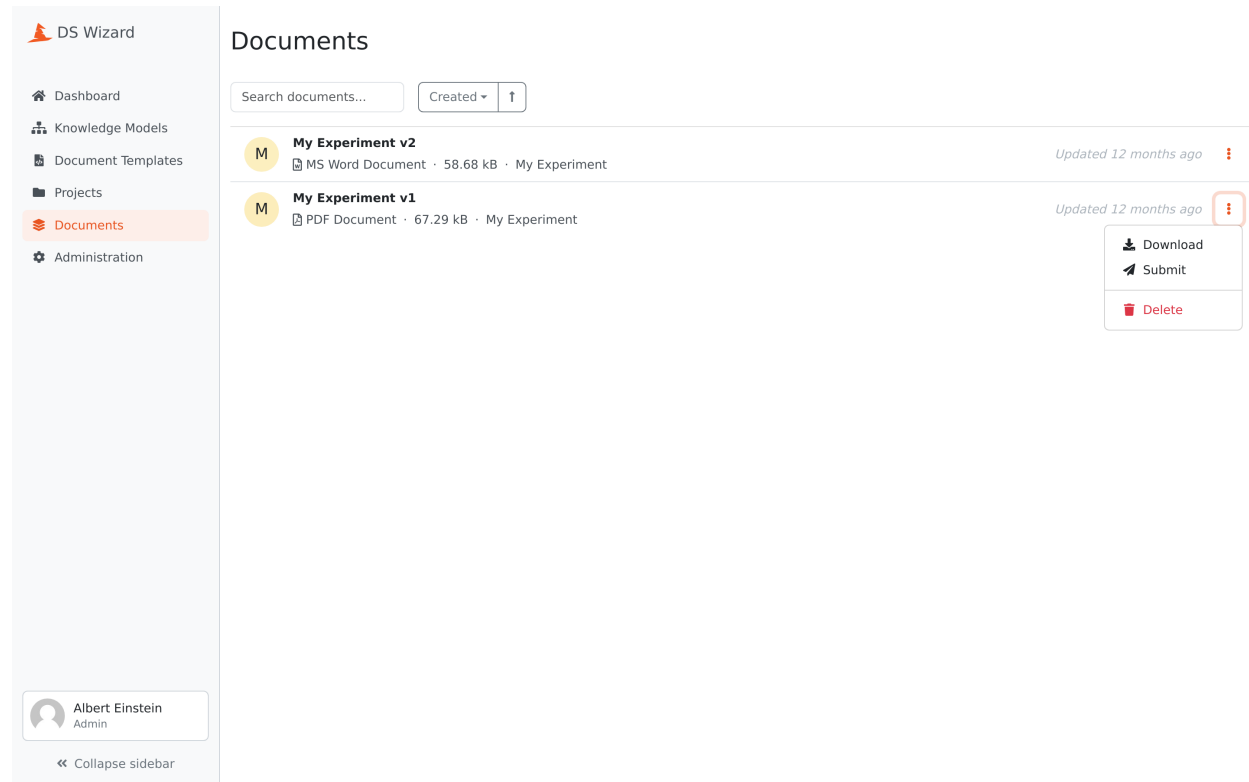 DS Wizard
Documents
Dashboard
Knowledge Models
Document Templates
Projects
Documents
Administration
Search documents...
Created
M
My Experiment v2
MS Word Document · 58.68 kB · My Experiment
Updated 12 months ago
M
My Experiment v1
PDF Document · 67.29 kB · My Experiment
Updated 12 months ago
Download
Submit
Delete
Albert Einstein
Admin
Collapse sidebar